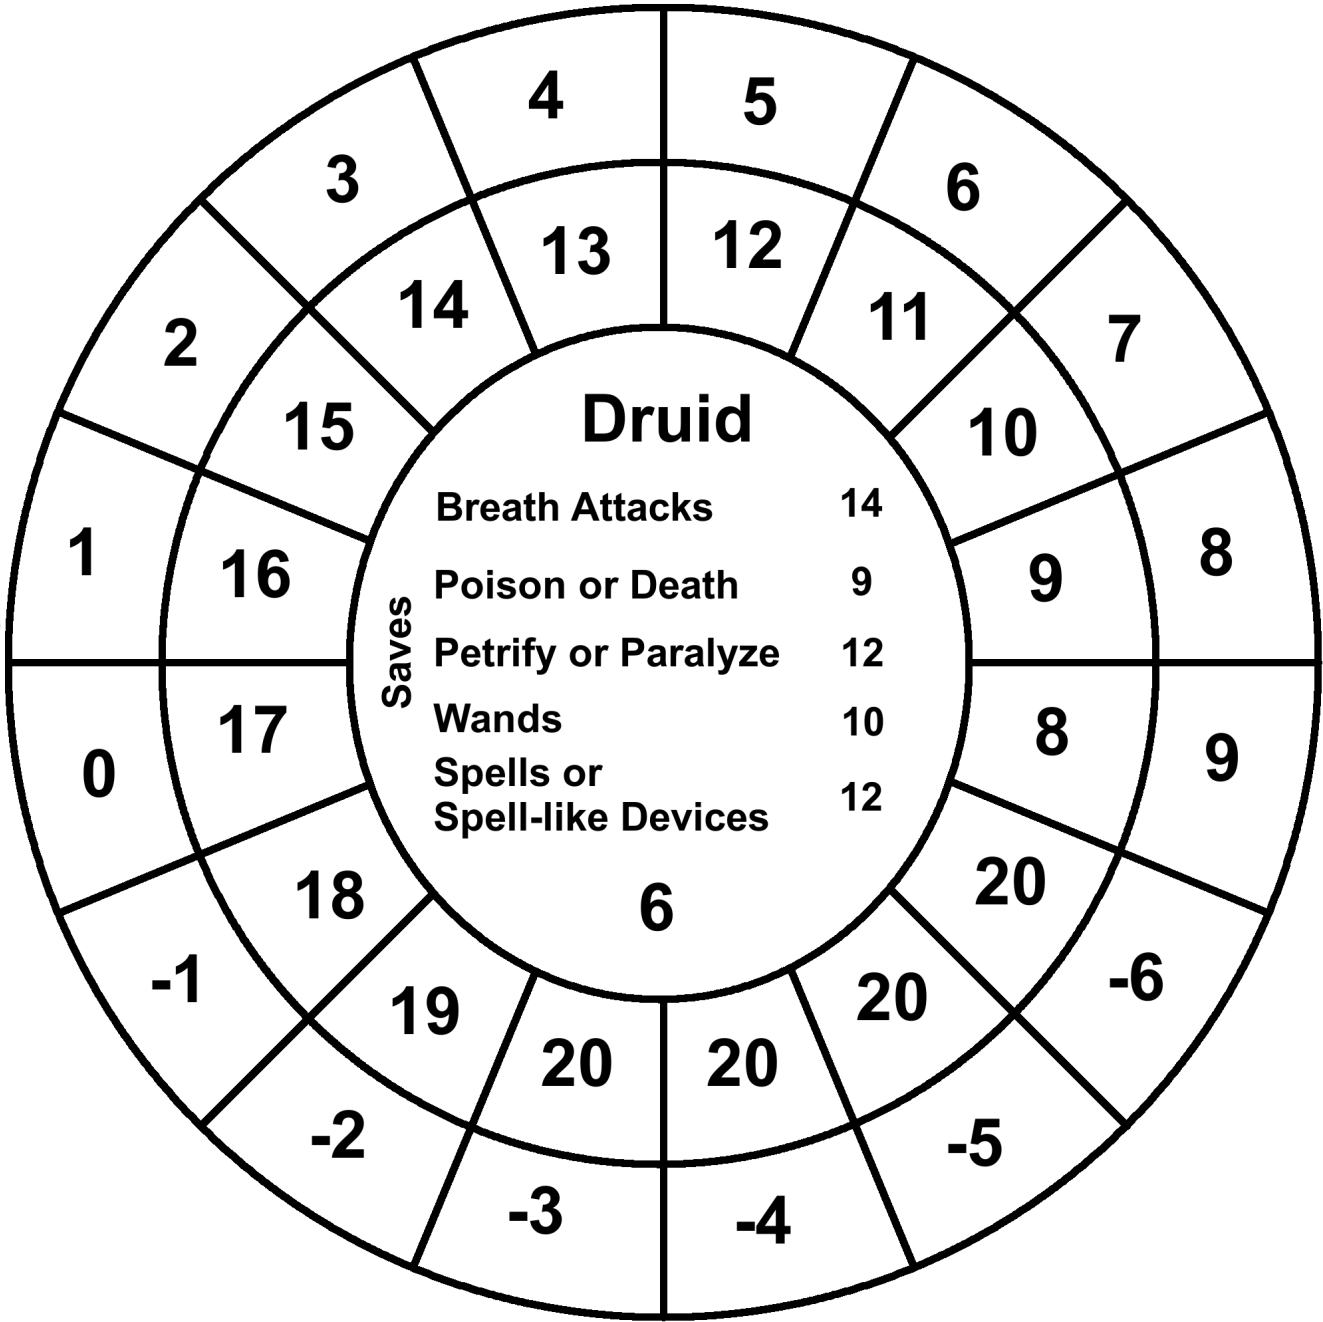 4 5
3 6
13 12
14 11
2 7
15 10
Druid
Breath Attacks 14
1 8
16 9
Poison or Death 9
Saves
Petrify or Paralyze 12
Wands 10
17 8
0 9
Spells or
Spell-like Devices 12
18 20
6
-1 -6
19 20
20 20
-2 -5
-3 -4